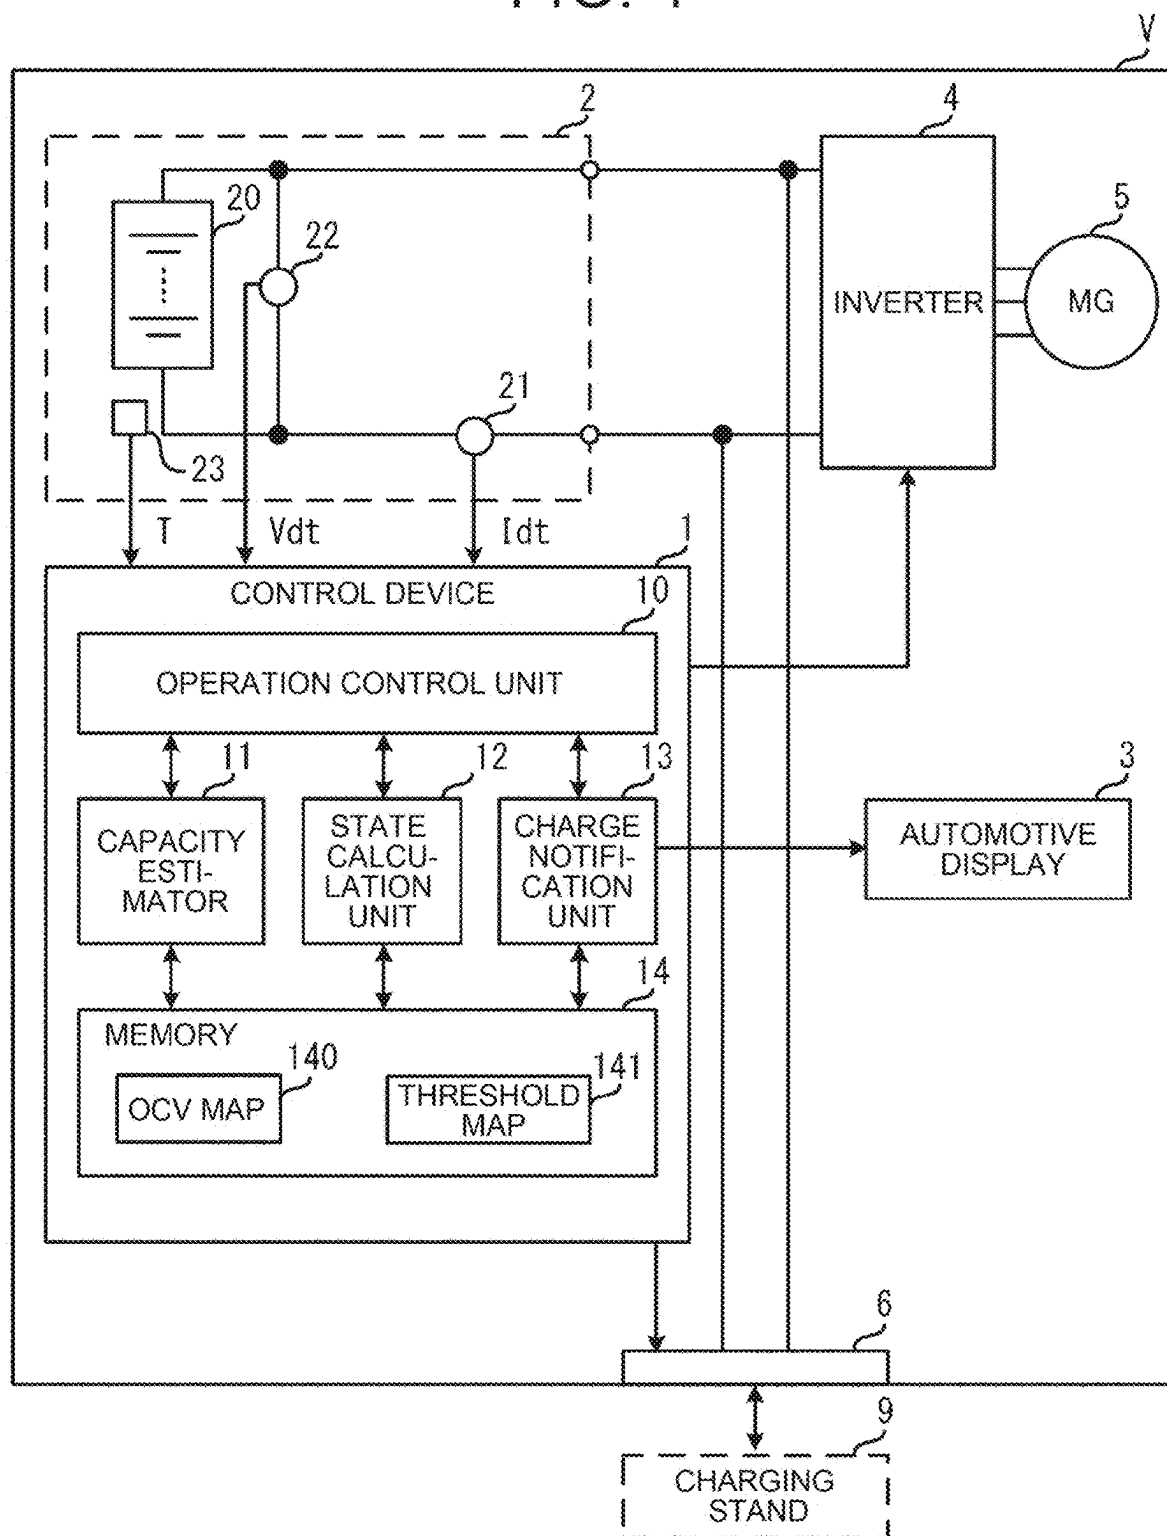 V
2
4
20
22
5
INVERTER
MG
21
23
T
Vdt
Idt
1
CONTROL DEVICE
10
OPERATION CONTROL UNIT
11
12
13
3
CAPACITY
ESTI-
MATOR
STATE
CALCU-
LATION
UNIT
CHARGE
NOTIFI-
CATION
UNIT
AUTOMOTIVE
DISPLAY
14
MEMORY
140
141
OCV MAP
THRESHOLD
MAP
6
9
CHARGING
STAND